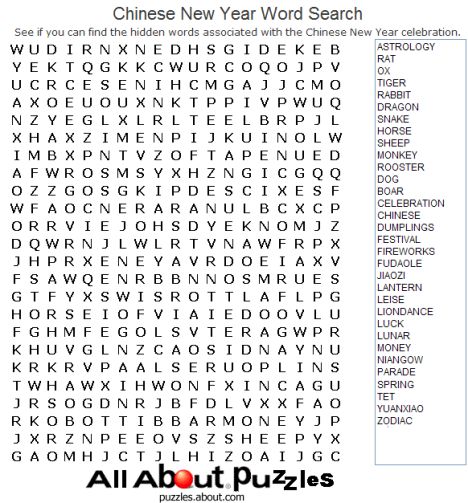 Chinese New Year Word Search
See if you can find the hidden words associated with the Chinese New Year celebration.
W U D I R N X N E D H S G I D E K E B
Y E K T Q G K K C W U R C O Q O J P V
U C R C E S E N I H C M G A J J C M O
A X O E U O U X N K T P P I V P W U Q
N Z Y E G L X L R L T E E L B R P J L
X H A X Z I M E N P I J K U I N O L W
I M B X P N T V Z O F T A P E N U E D
A F W R O S M S Y X H Z N G I C G Q Q
O Z Z G O S G K I P D E S C I X E S F
W F A O C N E R A R A N U L B C X C P
O R R V I E J O H S D Y E K N O M J Z
D Q W R N J L W L R T V N A W F R P X
J H P R X E N E Y A V R D O E I A X V
F S A W Q E N R B B N N O S M R U E S
G T F Y X S W I S R O T T L A F L P G
H O R S E I O F V I A I E D O O V L U
F G H M F E G O L S V T E R A G W P R
K H U V G L N Z C A O S I D N A Y N U
K R K R V P A A L S E R U O P L I N S
T W H A W X I H W O N F X I N C A G U
J R S O G D N R J B F D L V X X F A O
R K O B O T T I B B A R M O N E Y J P
J X R Z N P E E O V S Z S H E E P Y X
G A O M H J C T J L H I Z O A I J G C
ASTROLOGY
RAT
OX
TIGER
RABBIT
DRAGON
SNAKE
HORSE
SHEEP
MONKEY
ROOSTER
DOG
BOAR
CELEBRATION
CHINESE
DUMPLINGS
FESTIVAL
FIREWORKS
FUDAOLE
JIAOZI
LANTERN
LEISE
LIONDANCE
LUCK
LUNAR
MONEY
NIANGOW
PARADE
SPRING
TET
YUANXIAO
ZODIAC
All About Puzzles
puzzles.about.com